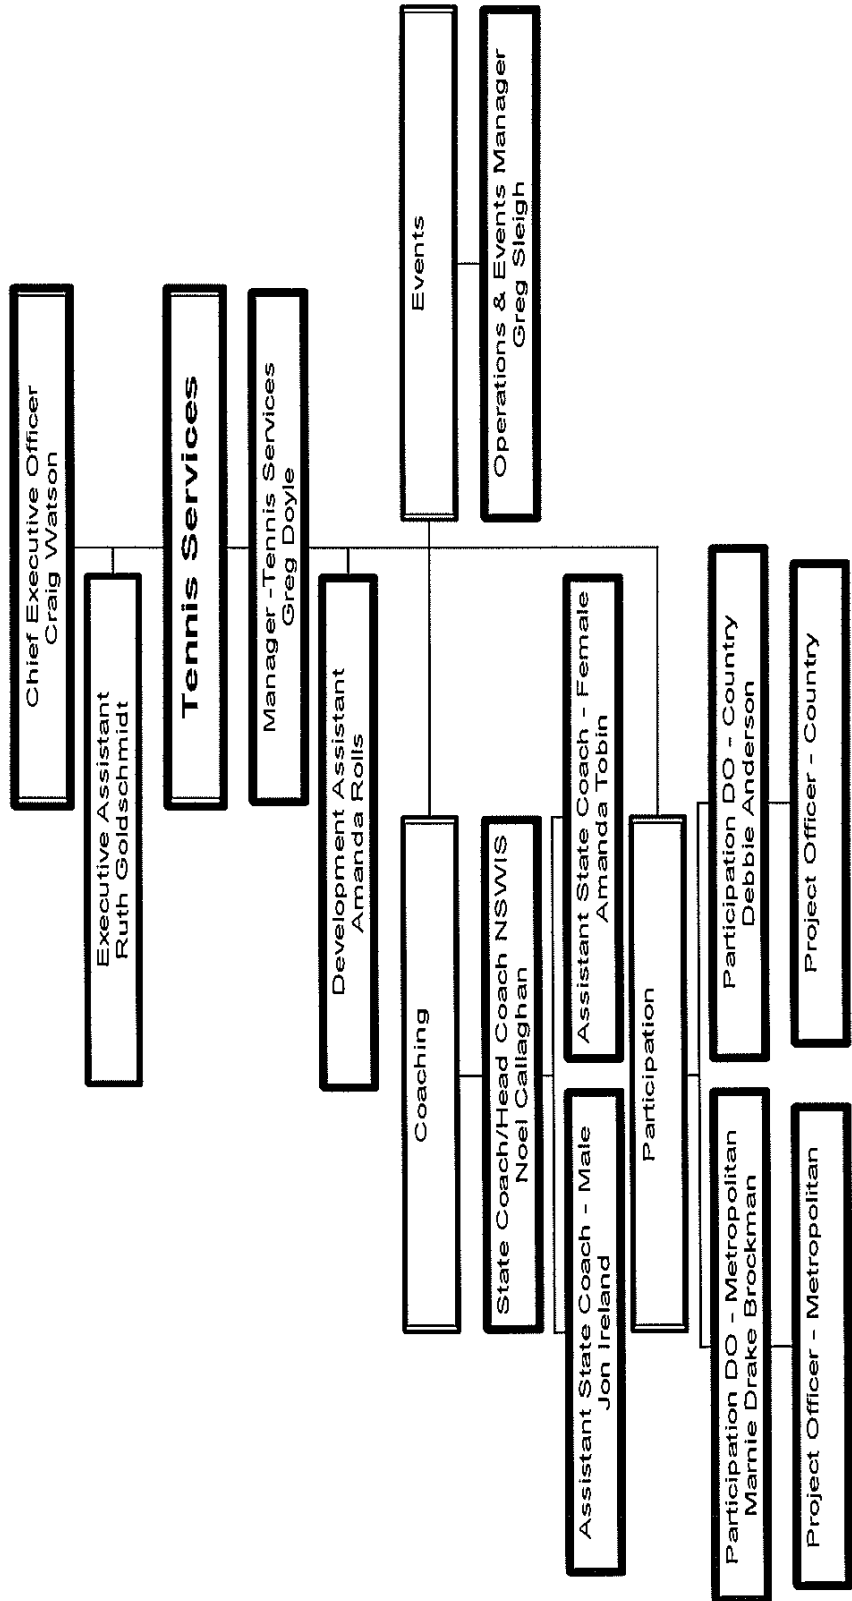 Chief Executive Officer
Craig Watson
Executive Assistant
Ruth Goldschmidt
Tennis Services
Manager -Tennis Services
Greg Doyle
Development Assistant
Amanda Rolls
Coaching
Events
State Coach/Head Coach NSWIS
Noel Callaghan
Operations & Events Manager
Greg Sleigh
Assistant State Coach - Male
Jon Ireland
Assistant State Coach - Female
Amanda Tobin
Participation
Participation DO - Metropolitan
Marnie Drake Brockman
Participation DO - Country
Debbie Anderson
Project Officer - Metropolitan
Project Officer - Country